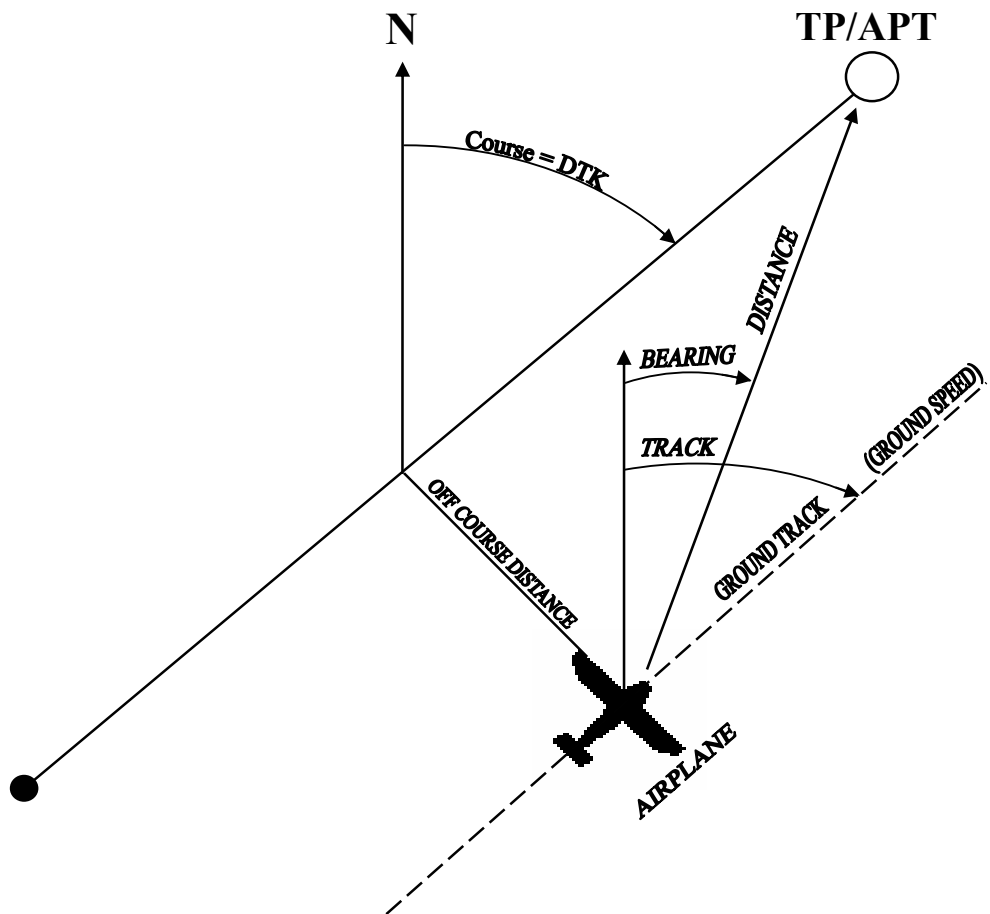 N
TP/APT
Course = DTK
DISTANCE
BEARING
TRACK
(GROUND SPEED)
GROUND TRACK
OFF COURSE DISTANCE
AIRPLANE